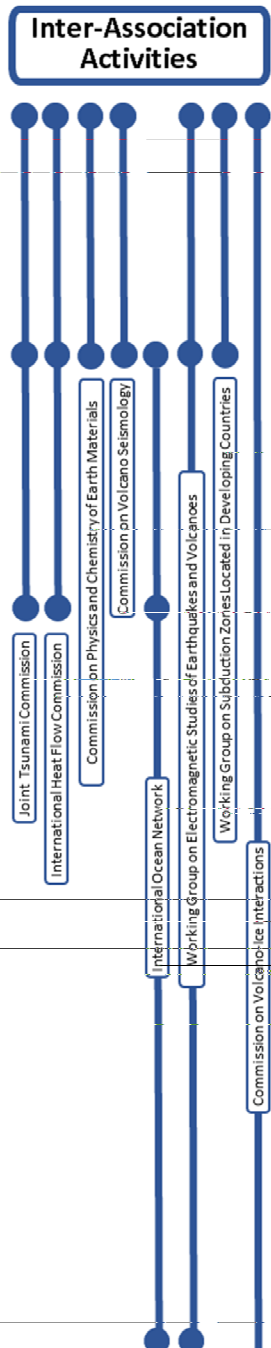 Inter-Association
Activities
Joint Tsunami Commission
International Heat Flow Commission
Commission on Physics and Chemistry of Earth Materials
Commission on Volcano Seismology
International Ocean Network
Working Group on Electromagnetic Studies of Earthquakes and Volcanoes
Working Group on Subduction Zones Located in Developing Countries
Commission on Volcano-Ice Interactions